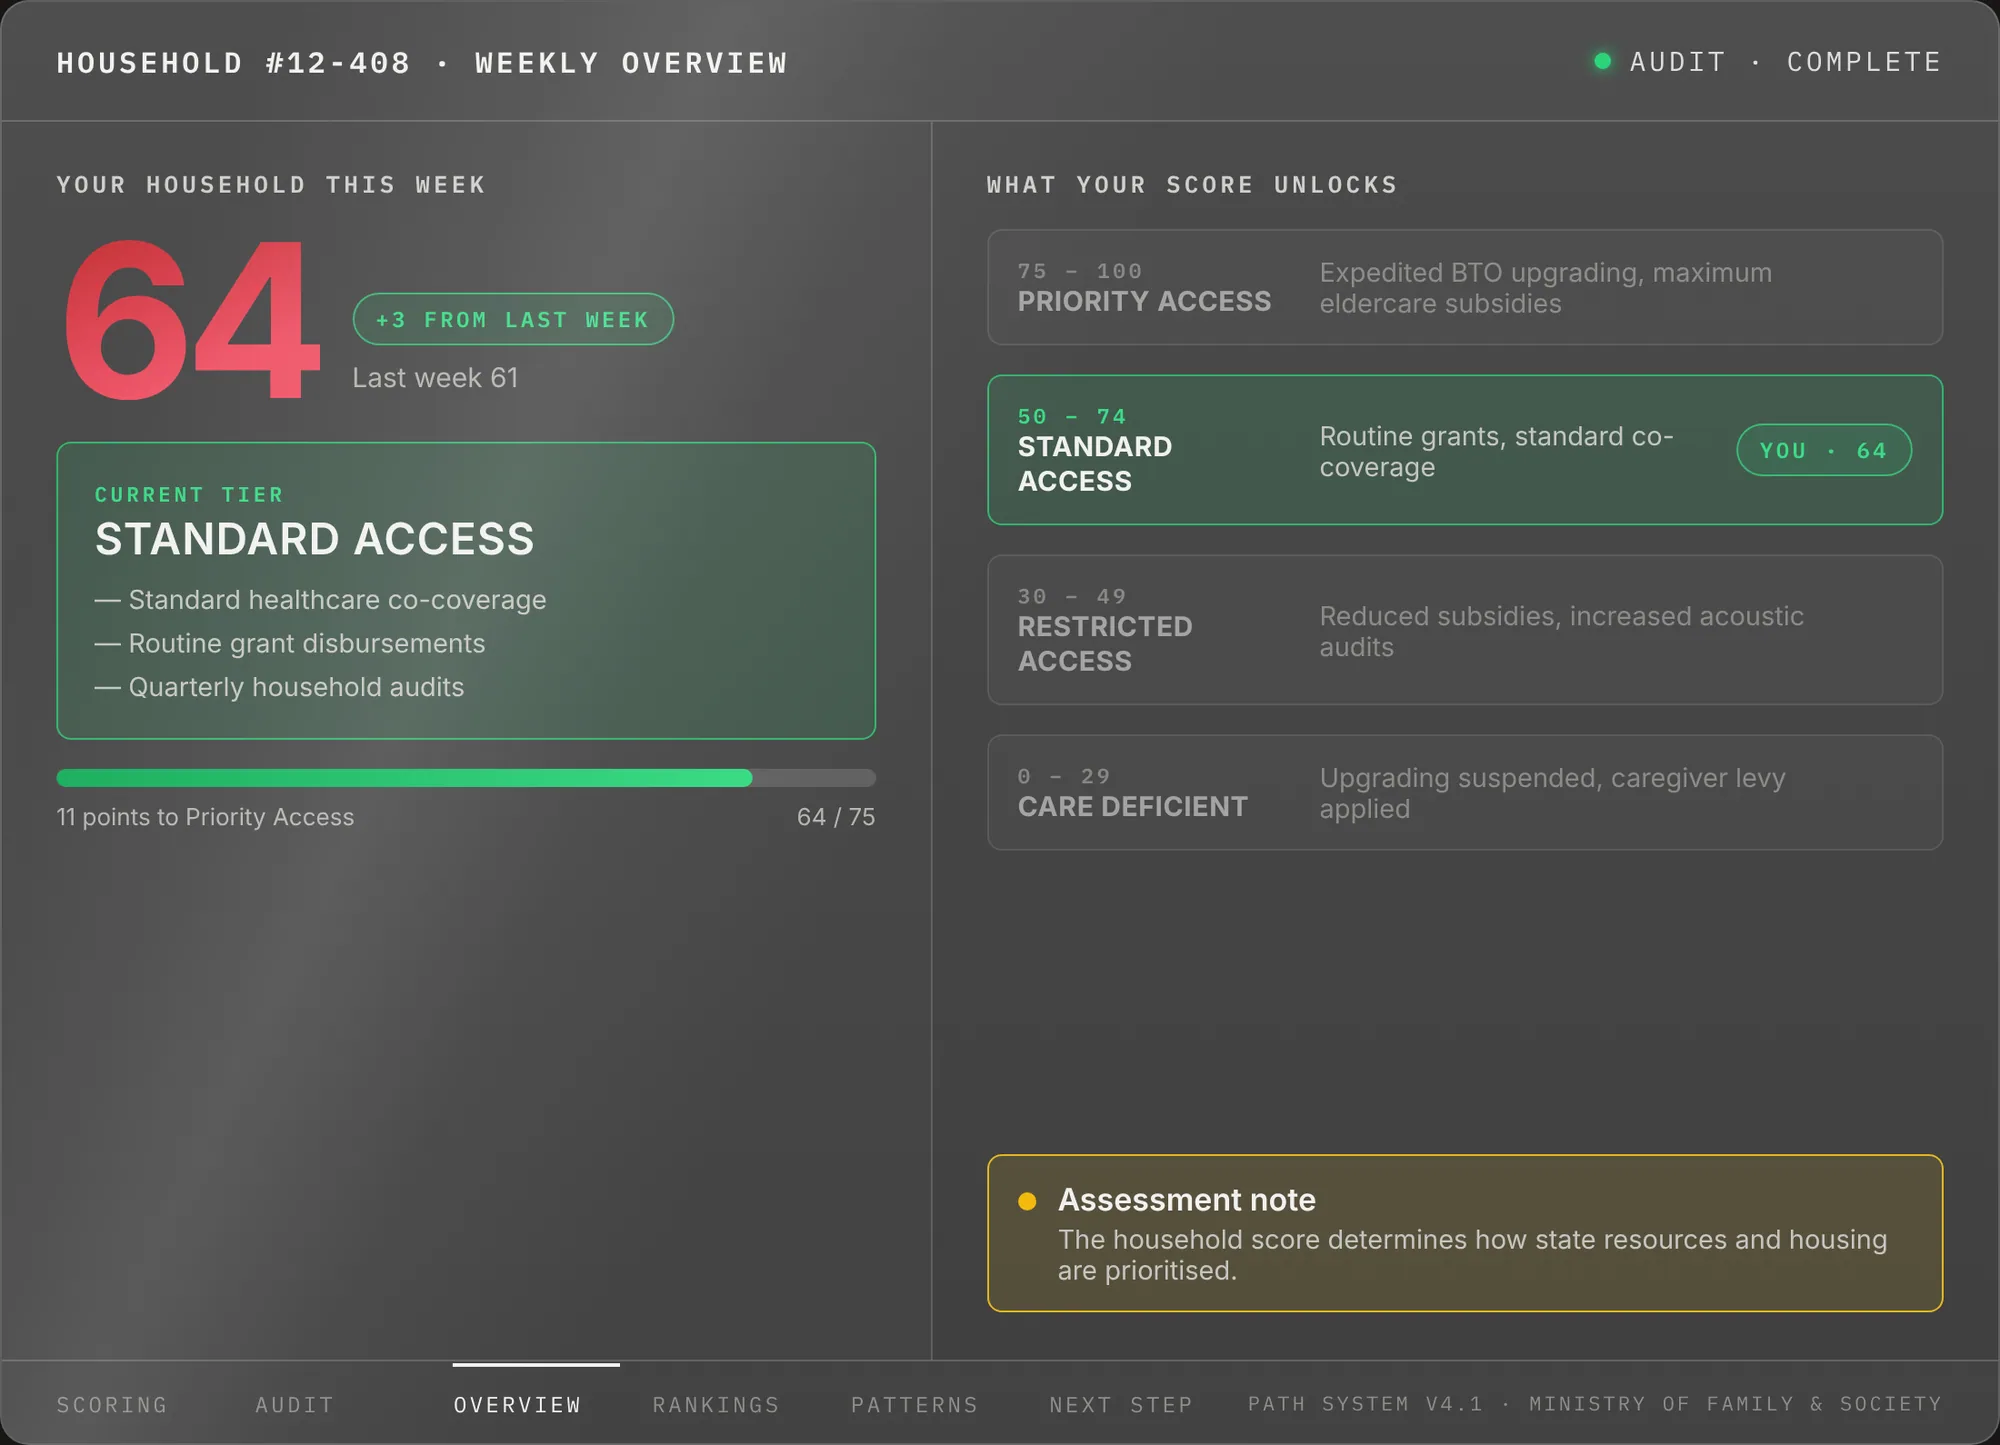 HOUSEHOLD #12-408 · WEEKLY OVERVIEW
AUDIT · COMPLETE
YOUR HOUSEHOLD THIS WEEK
64
+3 FROM LAST WEEK
Last week 61
CURRENT TIER
STANDARD ACCESS
— Standard healthcare co-coverage
— Routine grant disbursements
— Quarterly household audits
11 points to Priority Access
64 / 75
WHAT YOUR SCORE UNLOCKS
75 – 100
PRIORITY ACCESS
Expedited BTO upgrading, maximum
eldercare subsidies
50 – 74
STANDARD
ACCESS
Routine grants, standard co-
coverage
YOU · 64
30 – 49
RESTRICTED
ACCESS
Reduced subsidies, increased acoustic
audits
0 – 29
CARE DEFICIENT
Upgrading suspended, caregiver levy
applied
Assessment note
The household score determines how state resources and housing
are prioritised.
SCORING
AUDIT
OVERVIEW
RANKINGS
PATTERNS
NEXT STEP
PATH SYSTEM V4.1 · MINISTRY OF FAMILY & SOCIETY